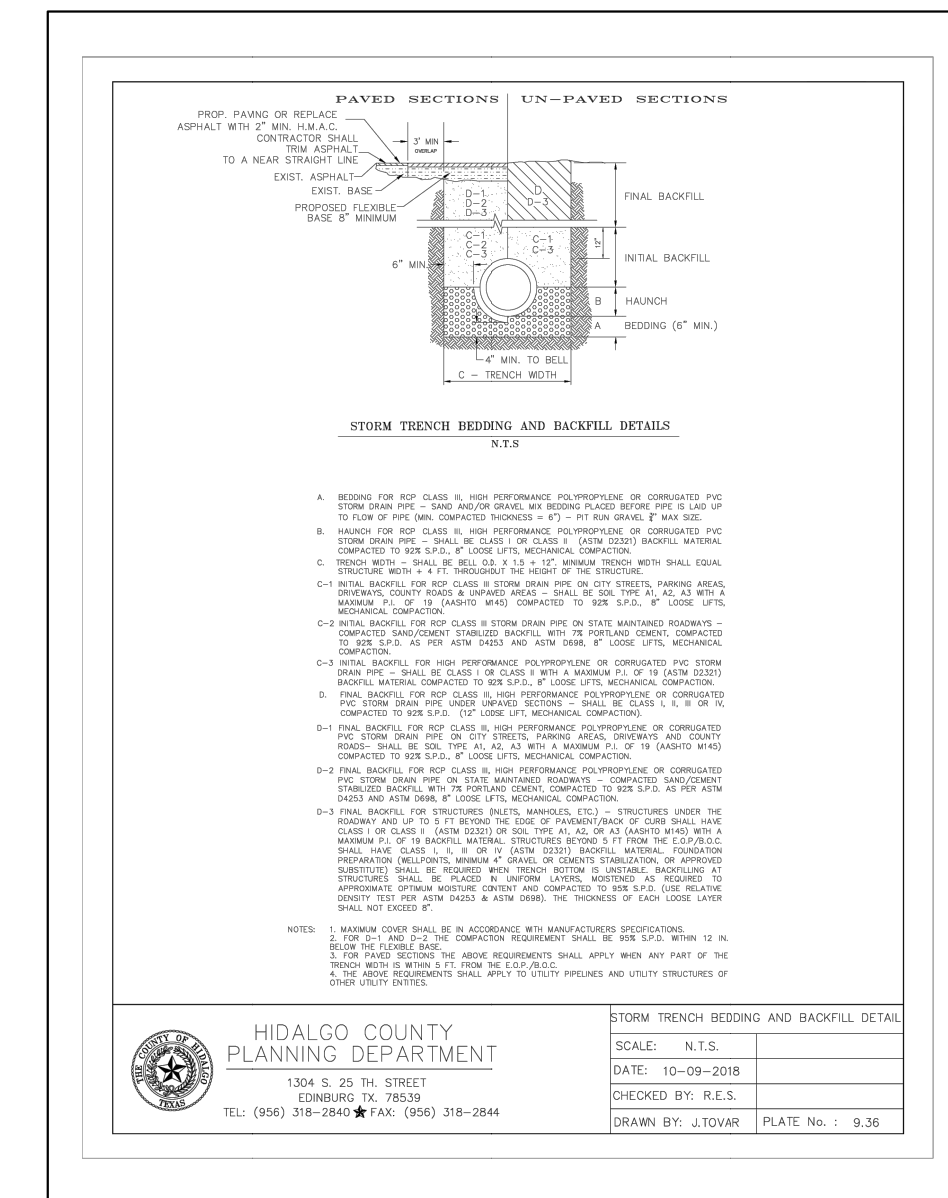 PAVED SECTIONS UN-PAVED SECTIONS
PROP. PAVING OR REPLACE
ASPHALT WITH 2" MIN. H.M.A.C.
CONTRACTOR SHALL
TRIM ASPHALT
TO A NEAR STRAIGHT LINE
EXIST. ASPHALT
EXIST. BASE
PROPOSED FLEXIBLE
BASE 8" MINIMUM
3' MIN
OVERLAP
D-1
D-2
D-3
D
D-3
FINAL BACKFILL
C-1
C-2
C-3
C-1
C-3
12"
INITIAL BACKFILL
6" MIN.
B HAUNCH
A BEDDING (6" MIN.)
4" MIN. TO BELL
C - TRENCH WIDTH
STORM TRENCH BEDDING AND BACKFILL DETAILS
N.T.S
A. BEDDING FOR RCP CLASS III, HIGH PERFORMANCE POLYPROPYLENE OR CORRUGATED PVC
STORM DRAIN PIPE – SAND AND/OR GRAVEL MIX BEDDING PLACED BEFORE PIPE IS LAID UP
TO FLOW OF PIPE (MIN. COMPACTED THICKNESS = 6") – PIT RUN GRAVEL ¾" MAX SIZE.
B. HAUNCH FOR RCP CLASS III, HIGH PERFORMANCE POLYPROPYLENE OR CORRUGATED PVC
STORM DRAIN PIPE – SHALL BE CLASS I OR CLASS II (ASTM D2321) BACKFILL MATERIAL
COMPACTED TO 92% S.P.D., 8" LOOSE LIFTS, MECHANICAL COMPACTION.
C. TRENCH WIDTH – SHALL BE BELL O.D. X 1.5 + 12". MINIMUM TRENCH WIDTH SHALL EQUAL
STRUCTURE WIDTH + 4 FT. THROUGHOUT THE HEIGHT OF THE STRUCTURE.
C-1 INITIAL BACKFILL FOR RCP CLASS III STORM DRAIN PIPE ON CITY STREETS, PARKING AREAS,
DRIVEWAYS, COUNTY ROADS & UNPAVED AREAS – SHALL BE SOIL TYPE A1, A2, A3 WITH A
MAXIMUM P.I. OF 19 (AASHTO M145) COMPACTED TO 92% S.P.D., 8" LOOSE LIFTS,
MECHANICAL COMPACTION.
C-2 INITIAL BACKFILL FOR RCP CLASS III STORM DRAIN PIPE ON STATE MAINTAINED ROADWAYS –
COMPACTED SAND/CEMENT STABILIZED BACKFILL WITH 7% PORTLAND CEMENT, COMPACTED
TO 92% S.P.D. AS PER ASTM D4253 AND ASTM D698, 8" LOOSE LIFTS, MECHANICAL
COMPACTION.
C-3 INITIAL BACKFILL FOR HIGH PERFORMANCE POLYPROPYLENE OR CORRUGATED PVC STORM
DRAIN PIPE – SHALL BE CLASS I OR CLASS II WITH A MAXIMUM P.I. OF 19 (ASTM D2321)
BACKFILL MATERIAL COMPACTED TO 92% S.P.D., 8" LOOSE LIFTS, MECHANICAL COMPACTION.
D. FINAL BACKFILL FOR RCP CLASS III, HIGH PERFORMANCE POLYPROPYLENE OR CORRUGATED
PVC STORM DRAIN PIPE UNDER UNPAVED SECTIONS – SHALL BE CLASS I, II, III OR IV,
COMPACTED TO 92% S.P.D. (12" LOOSE LIFT, MECHANICAL COMPACTION).
D-1 FINAL BACKFILL FOR RCP CLASS III, HIGH PERFORMANCE POLYPROPYLENE OR CORRUGATED
PVC STORM DRAIN PIPE ON CITY STREETS, PARKING AREAS, DRIVEWAYS AND COUNTY
ROADS– SHALL BE SOIL TYPE A1, A2, A3 WITH A MAXIMUM P.I. OF 19 (AASHTO M145)
COMPACTED TO 92% S.P.D., 8" LOOSE LIFTS, MECHANICAL COMPACTION.
D-2 FINAL BACKFILL FOR RCP CLASS III, HIGH PERFORMANCE POLYPROPYLENE OR CORRUGATED
PVC STORM DRAIN PIPE ON STATE MAINTAINED ROADWAYS – COMPACTED SAND/CEMENT
STABILIZED BACKFILL WITH 7% PORTLAND CEMENT, COMPACTED TO 92% S.P.D. AS PER ASTM
D4253 AND ASTM D698, 8" LOOSE LIFTS, MECHANICAL COMPACTION.
D-3 FINAL BACKFILL FOR STRUCTURES (INLETS, MANHOLES, ETC.) – STRUCTURES UNDER THE
ROADWAY AND UP TO 5 FT BEYOND THE EDGE OF PAVEMENT/BACK OF CURB SHALL HAVE
CLASS I OR CLASS II (ASTM D2321) OR SOIL TYPE A1, A2, OR A3 (AASHTO M145) WITH A
MAXIMUM P.I. OF 19 BACKFILL MATERIAL. STRUCTURES BEYOND 5 FT FROM THE E.O.P/B.O.C.
SHALL HAVE CLASS I, II, III OR IV (ASTM D2321) BACKFILL MATERIAL. FOUNDATION
PREPARATION (WELLPOINTS, MINIMUM 4" GRAVEL OR CEMENTS STABILIZATION, OR APPROVED
SUBSTITUTE) SHALL BE REQUIRED WHEN TRENCH BOTTOM IS UNSTABLE. BACKFILLING AT
STRUCTURES SHALL BE PLACED IN UNIFORM LAYERS, MOISTENED AS REQUIRED TO
APPROXIMATE OPTIMUM MOISTURE CONTENT AND COMPACTED TO 95% S.P.D. (USE RELATIVE
DENSITY TEST PER ASTM D4253 & ASTM D698). THE THICKNESS OF EACH LOOSE LAYER
SHALL NOT EXCEED 8".
NOTES: 1. MAXIMUM COVER SHALL BE IN ACCORDANCE WITH MANUFACTURERS SPECIFICATIONS.
2. FOR D-1 AND D-2 THE COMPACTION REQUIREMENT SHALL BE 95% S.P.D. WITHIN 12 IN.
BELOW THE FLEXIBLE BASE.
3. FOR PAVED SECTIONS THE ABOVE REQUIREMENTS SHALL APPLY WHEN ANY PART OF THE
TRENCH WIDTH IS WITHIN 5 FT. FROM THE E.O.P./B.O.C.
4. THE ABOVE REQUIREMENTS SHALL APPLY TO UTILITY PIPELINES AND UTILITY STRUCTURES OF
OTHER UTILITY ENTITIES.
THE COUNTY OF HIDALGO
TEXAS
HIDALGO COUNTY
PLANNING DEPARTMENT
1304 S. 25 TH. STREET
EDINBURG TX. 78539
TEL: (956) 318-2840 FAX: (956) 318-2844
STORM TRENCH BEDDING AND BACKFILL DETAIL
SCALE: N.T.S.
DATE: 10-09-2018
CHECKED BY: R.E.S.
DRAWN BY: J.TOVAR PLATE No. : 9.36